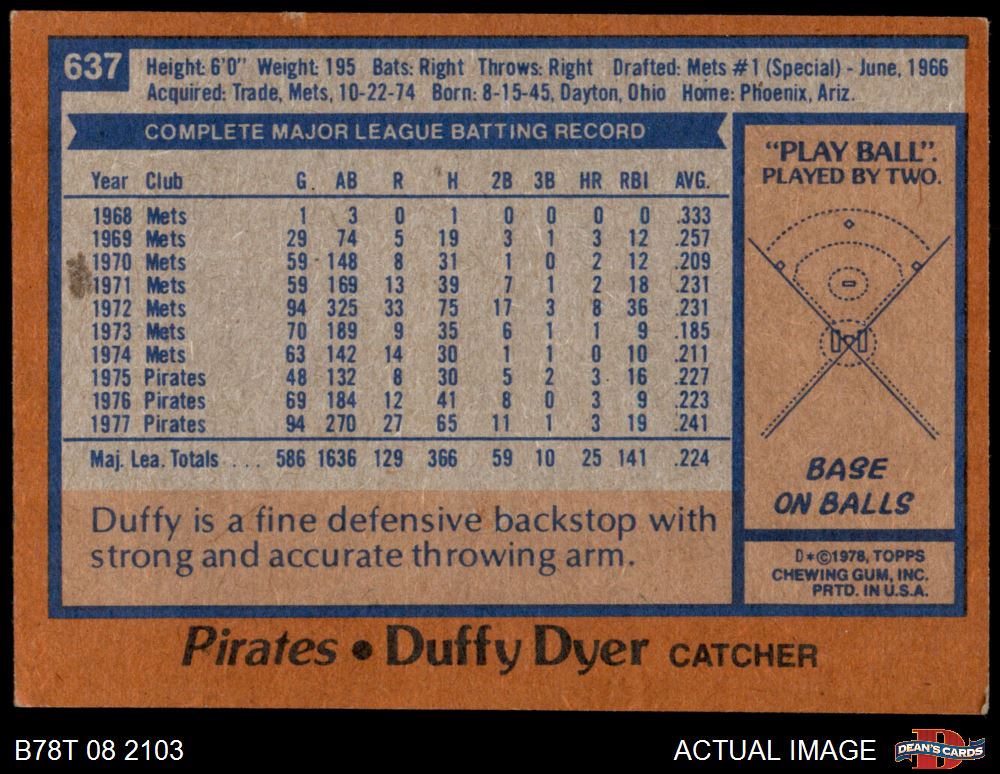 637
Height: 6'0" Weight: 195 Bats: Right Throws: Right Drafted: Mets #1 (Special) - June, 1966
Acquired: Trade, Mets, 10-22-74 Born: 8-15-45, Dayton, Ohio Home: Phoenix, Ariz.
COMPLETE MAJOR LEAGUE BATTING RECORD
Year Club G AB R H 2B 3B HR RBI AVG.
1968 Mets 1 3 0 1 0 0 0 0 .333
1969 Mets 29 74 5 19 3 1 3 12 .257
1970 Mets 59 148 8 31 1 0 2 12 .209
1971 Mets 59 169 13 39 7 1 2 18 .231
1972 Mets 94 325 33 75 17 3 8 36 .231
1973 Mets 70 189 9 35 6 1 1 9 .185
1974 Mets 63 142 14 30 1 1 0 10 .211
1975 Pirates 48 132 8 30 5 2 3 16 .227
1976 Pirates 69 184 12 41 8 0 3 9 .223
1977 Pirates 94 270 27 65 11 1 3 19 .241
Maj. Lea. Totals . . . 586 1636 129 366 59 10 25 141 .224
Duffy is a fine defensive backstop with
strong and accurate throwing arm.
"PLAY BALL".
PLAYED BY TWO.
BASE
ON BALLS
D*©1978, TOPPS
CHEWING GUM, INC.
PRTD. IN U.S.A.
Pirates • Duffy Dyer CATCHER
B78T 08 2103
ACTUAL IMAGE
D
DEAN'S CARDS